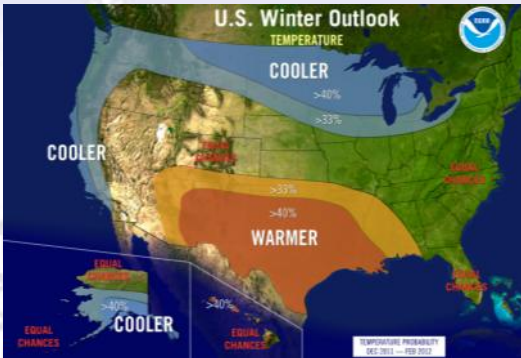 U.S. Winter Outlook
TEMPERATURE
NOAA
COOLER
>40%
>33%
COOLER
EQUAL
CHANCES
EQUAL
CHANCES
>33%
>40%
WARMER
EQUAL
CHANCES
EQUAL
CHANCES
>40%
COOLER
>40%
EQUAL
CHANCES
EQUAL
CHANCES
TEMPERATURE PROBABILITY
DEC 2011 — FEB 2012